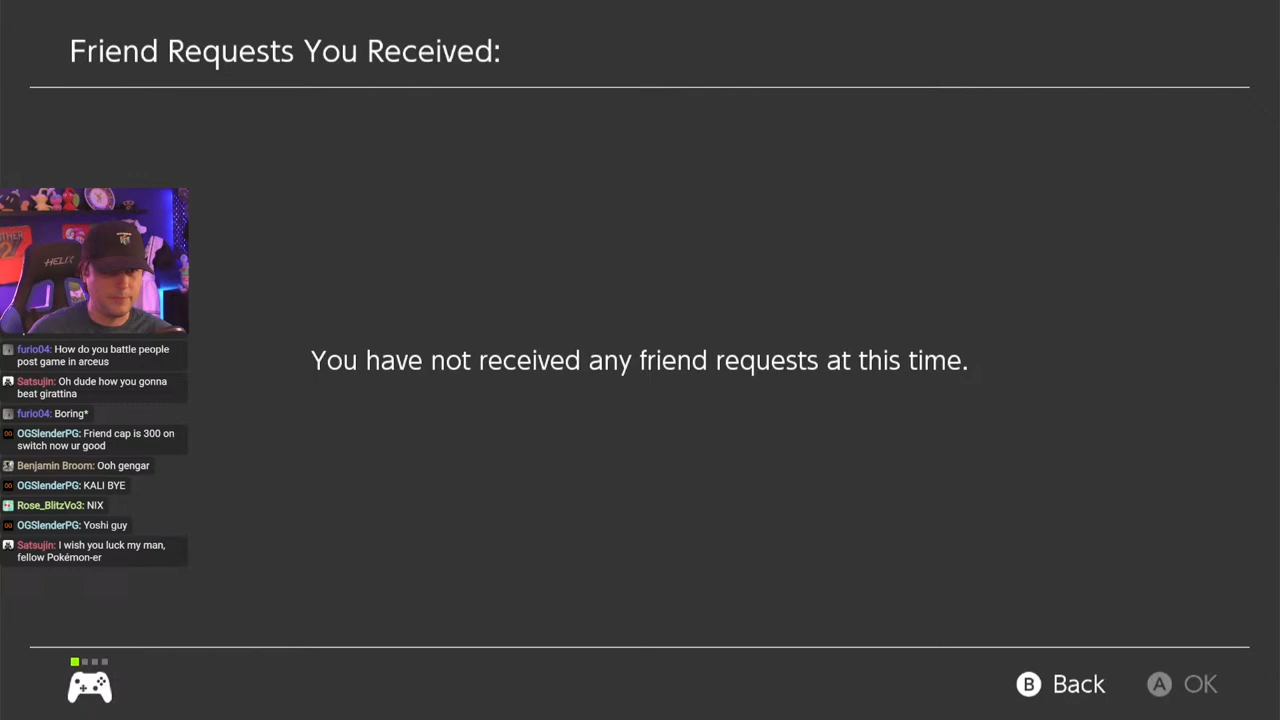 Friend Requests You Received:
THER
27
HELIX
furio04: How do you battle people
post game in arceus
Satsujin: Oh dude how you gonna
beat girattina
furio04: Boring*
OGSlenderPG: Friend cap is 300 on
switch now ur good
Benjamin Broom: Ooh gengar
OGSlenderPG: KALI BYE
Rose_BlitzVo3: NIX
OGSlenderPG: Yoshi guy
Satsujin: I wish you luck my man,
fellow Pokémon-er
You have not received any friend requests at this time.
B Back
A OK